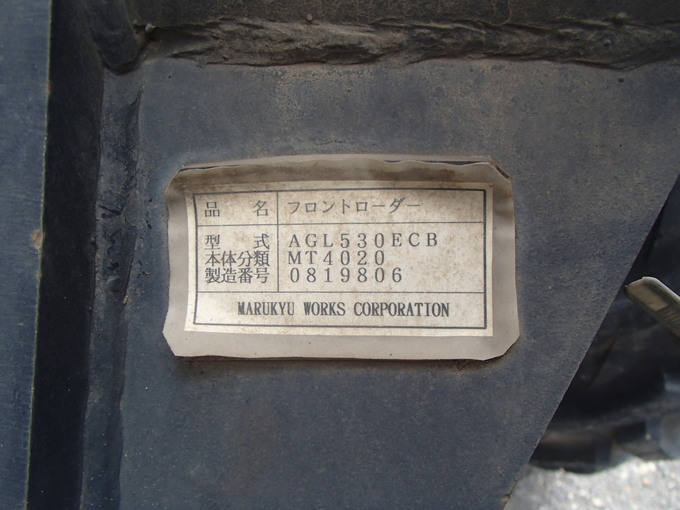 品名 フロントローダー
型式 AGL530ECB
本体分類 MT4020
製造番号 0819806
MARUKYU WORKS CORPORATION